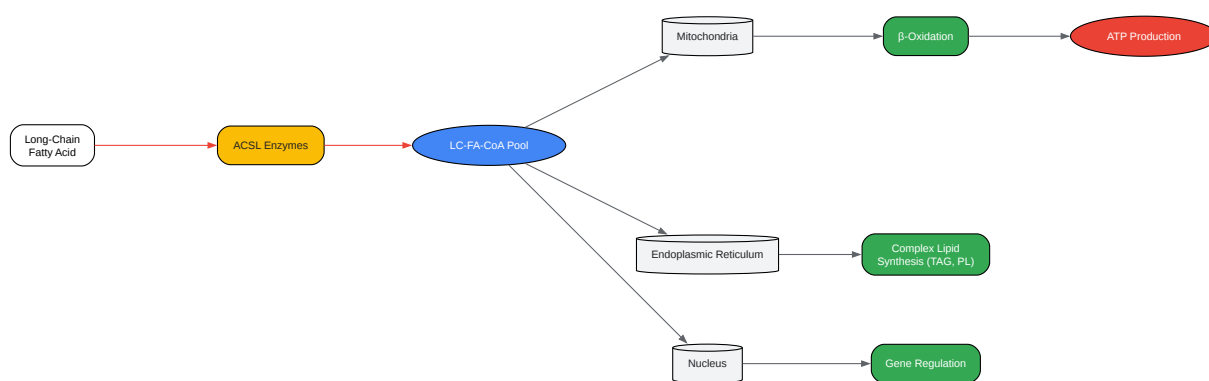 Mitochondria
β-Oxidation
ATP Production
Long-Chain
Fatty Acid
ACSL Enzymes
LC-FA-CoA Pool
Endoplasmic Reticulum
Complex Lipid
Synthesis (TAG, PL)
Nucleus
Gene Regulation